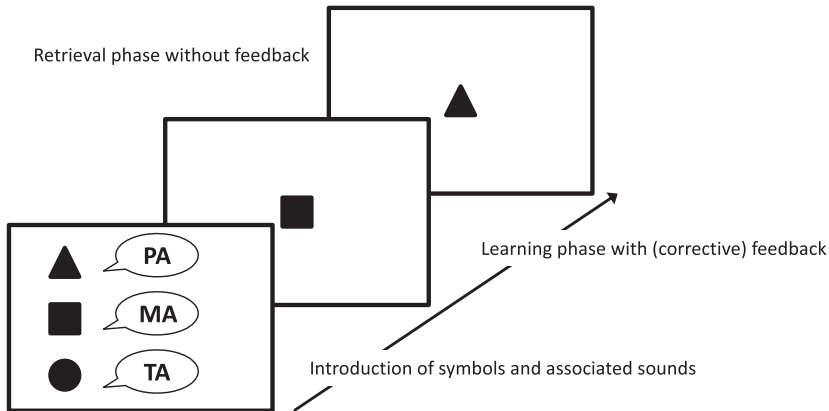 Retrieval phase without feedback
PA
Learning phase with (corrective) feedback
MA
Introduction of symbols and associated sounds
TA